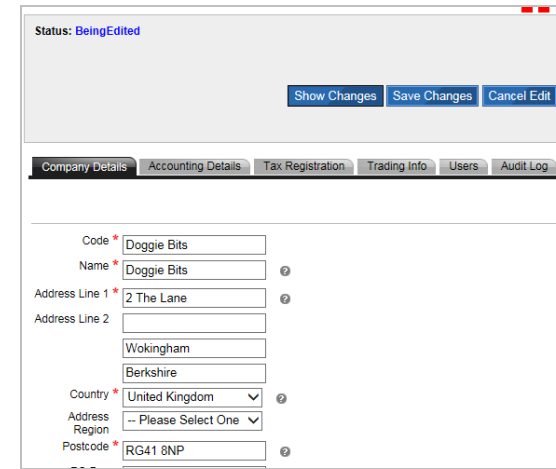 Status: BeingEdited
Show Changes Save Changes Cancel Edit
Company Details Accounting Details Tax Registration Trading Info Users Audit Log
Code * Doggie Bits
Name * Doggie Bits ?
Address Line 1 * 2 The Lane ?
Address Line 2
Wokingham
Berkshire
Country * United Kingdom ?
Address Region -- Please Select One
Postcode * RG41 8NP ?